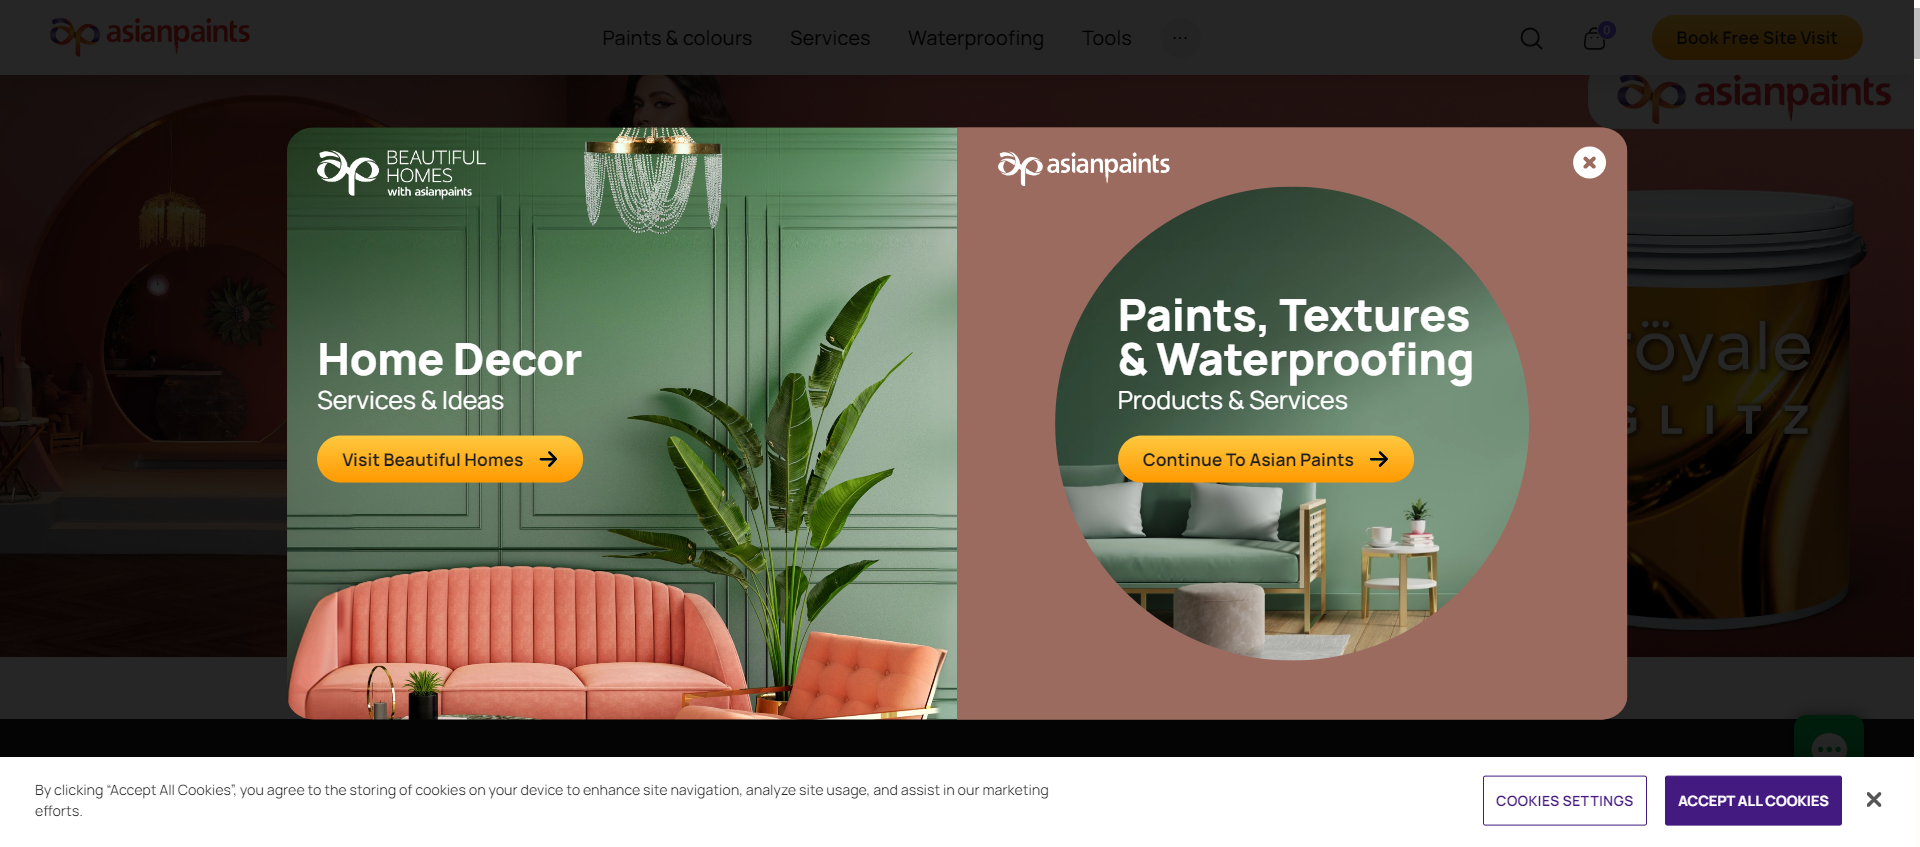 asianpaints
Paints & colours
Services
Waterproofing
Tools
...
0
Book Free Site Visit
asianpaints
BEAUTIFUL
HOMES
with asianpaints
asianpaints
Paints, Textures
& Waterproofing
Products & Services
Continue To Asian Paints
Home Decor
Services & Ideas
Visit Beautiful Homes
röyale
GLITZ
By clicking “Accept All Cookies”, you agree to the storing of cookies on your device to enhance site navigation, analyze site usage, and assist in our marketing
efforts.
COOKIES SETTINGS
ACCEPT ALL COOKIES